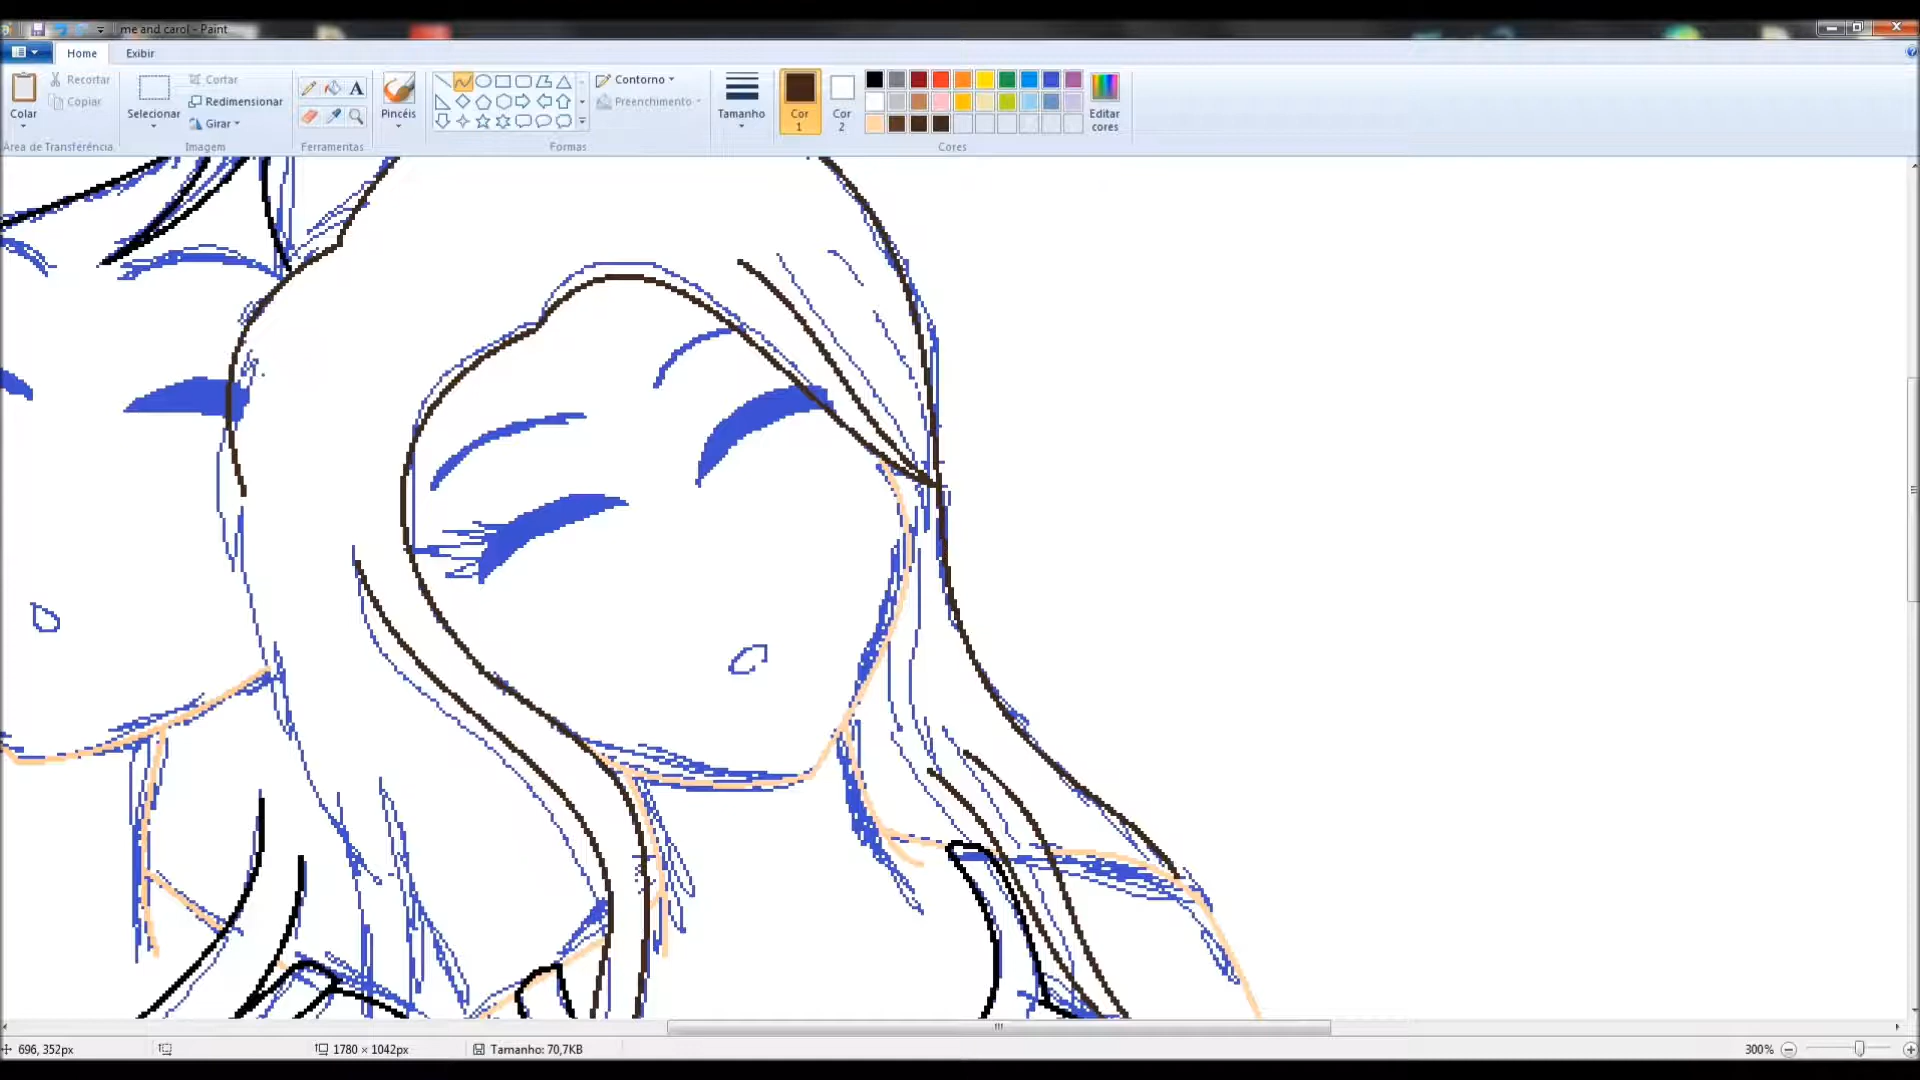 me and carol - Paint
Home
Exibir
Colar
Recortar
Copiar
Área de Transferência
Selecionar
Cortar
Redimensionar
Girar
Imagem
A
Ferramentas
Pincéis
Contorno
Preenchimento
Formas
Tamanho
Cor
1
Cor
2
Editar
cores
Cores
696, 352px
1780 × 1042px
Tamanho: 70,7KB
300%